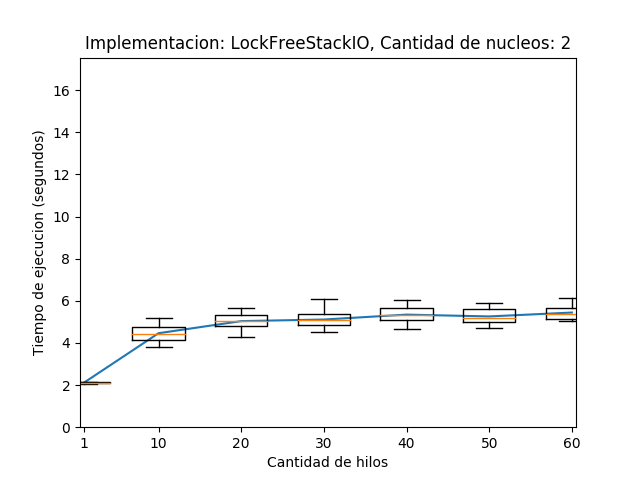 Implementacion: LockFreeStackIO, Cantidad de nucleos: 2
Tiempo de ejecucion (segundos)
16
14
12
10
8
6
4
2
0
1 10 20 30 40 50 60
Cantidad de hilos